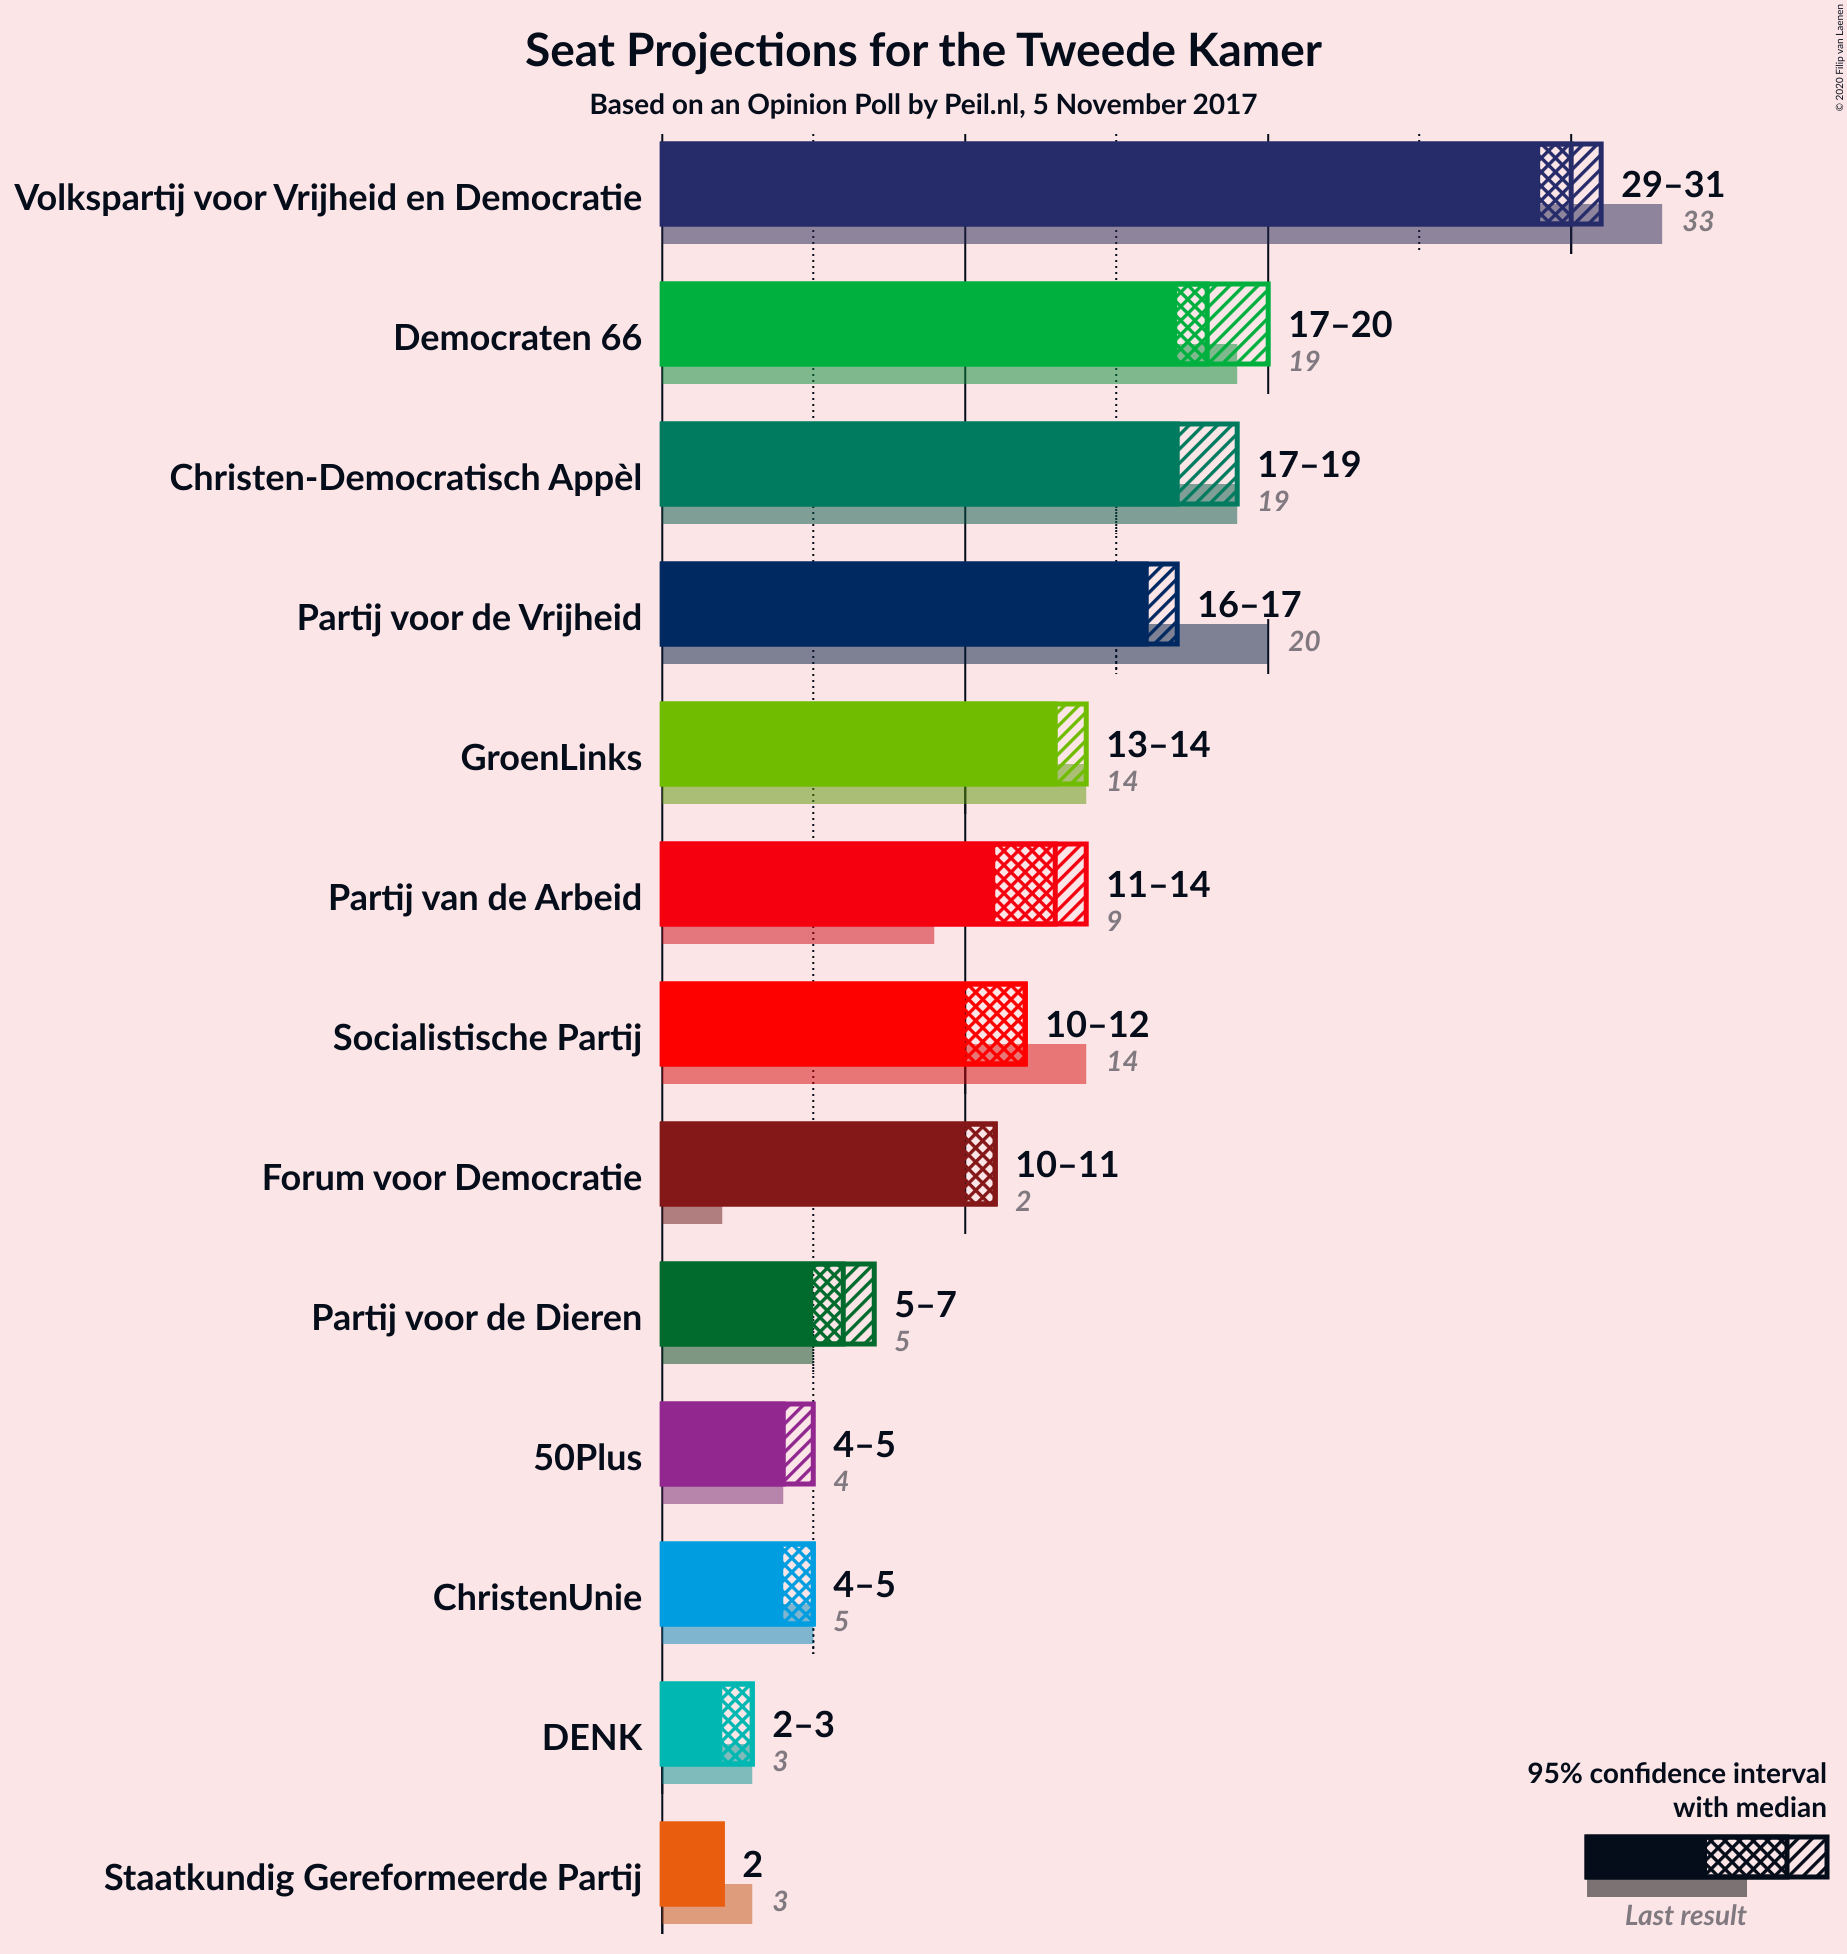 Seat Projections for the Tweede Kamer
Based on an Opinion Poll by Peil.nl, 5 November 2017
© 2020 Filip van Laenen
Volkspartij voor Vrijheid en Democratie
29–31
33
Democraten 66
17–20
19
Christen-Democratisch Appèl
17–19
19
Partij voor de Vrijheid
16–17
20
GroenLinks
13–14
14
Partij van de Arbeid
11–14
9
Socialistische Partij
10–12
14
Forum voor Democratie
10–11
2
Partij voor de Dieren
5–7
5
50Plus
4–5
4
ChristenUnie
4–5
5
DENK
2–3
3
Staatkundig Gereformeerde Partij
2
3
95% confidence interval
with median
Last result